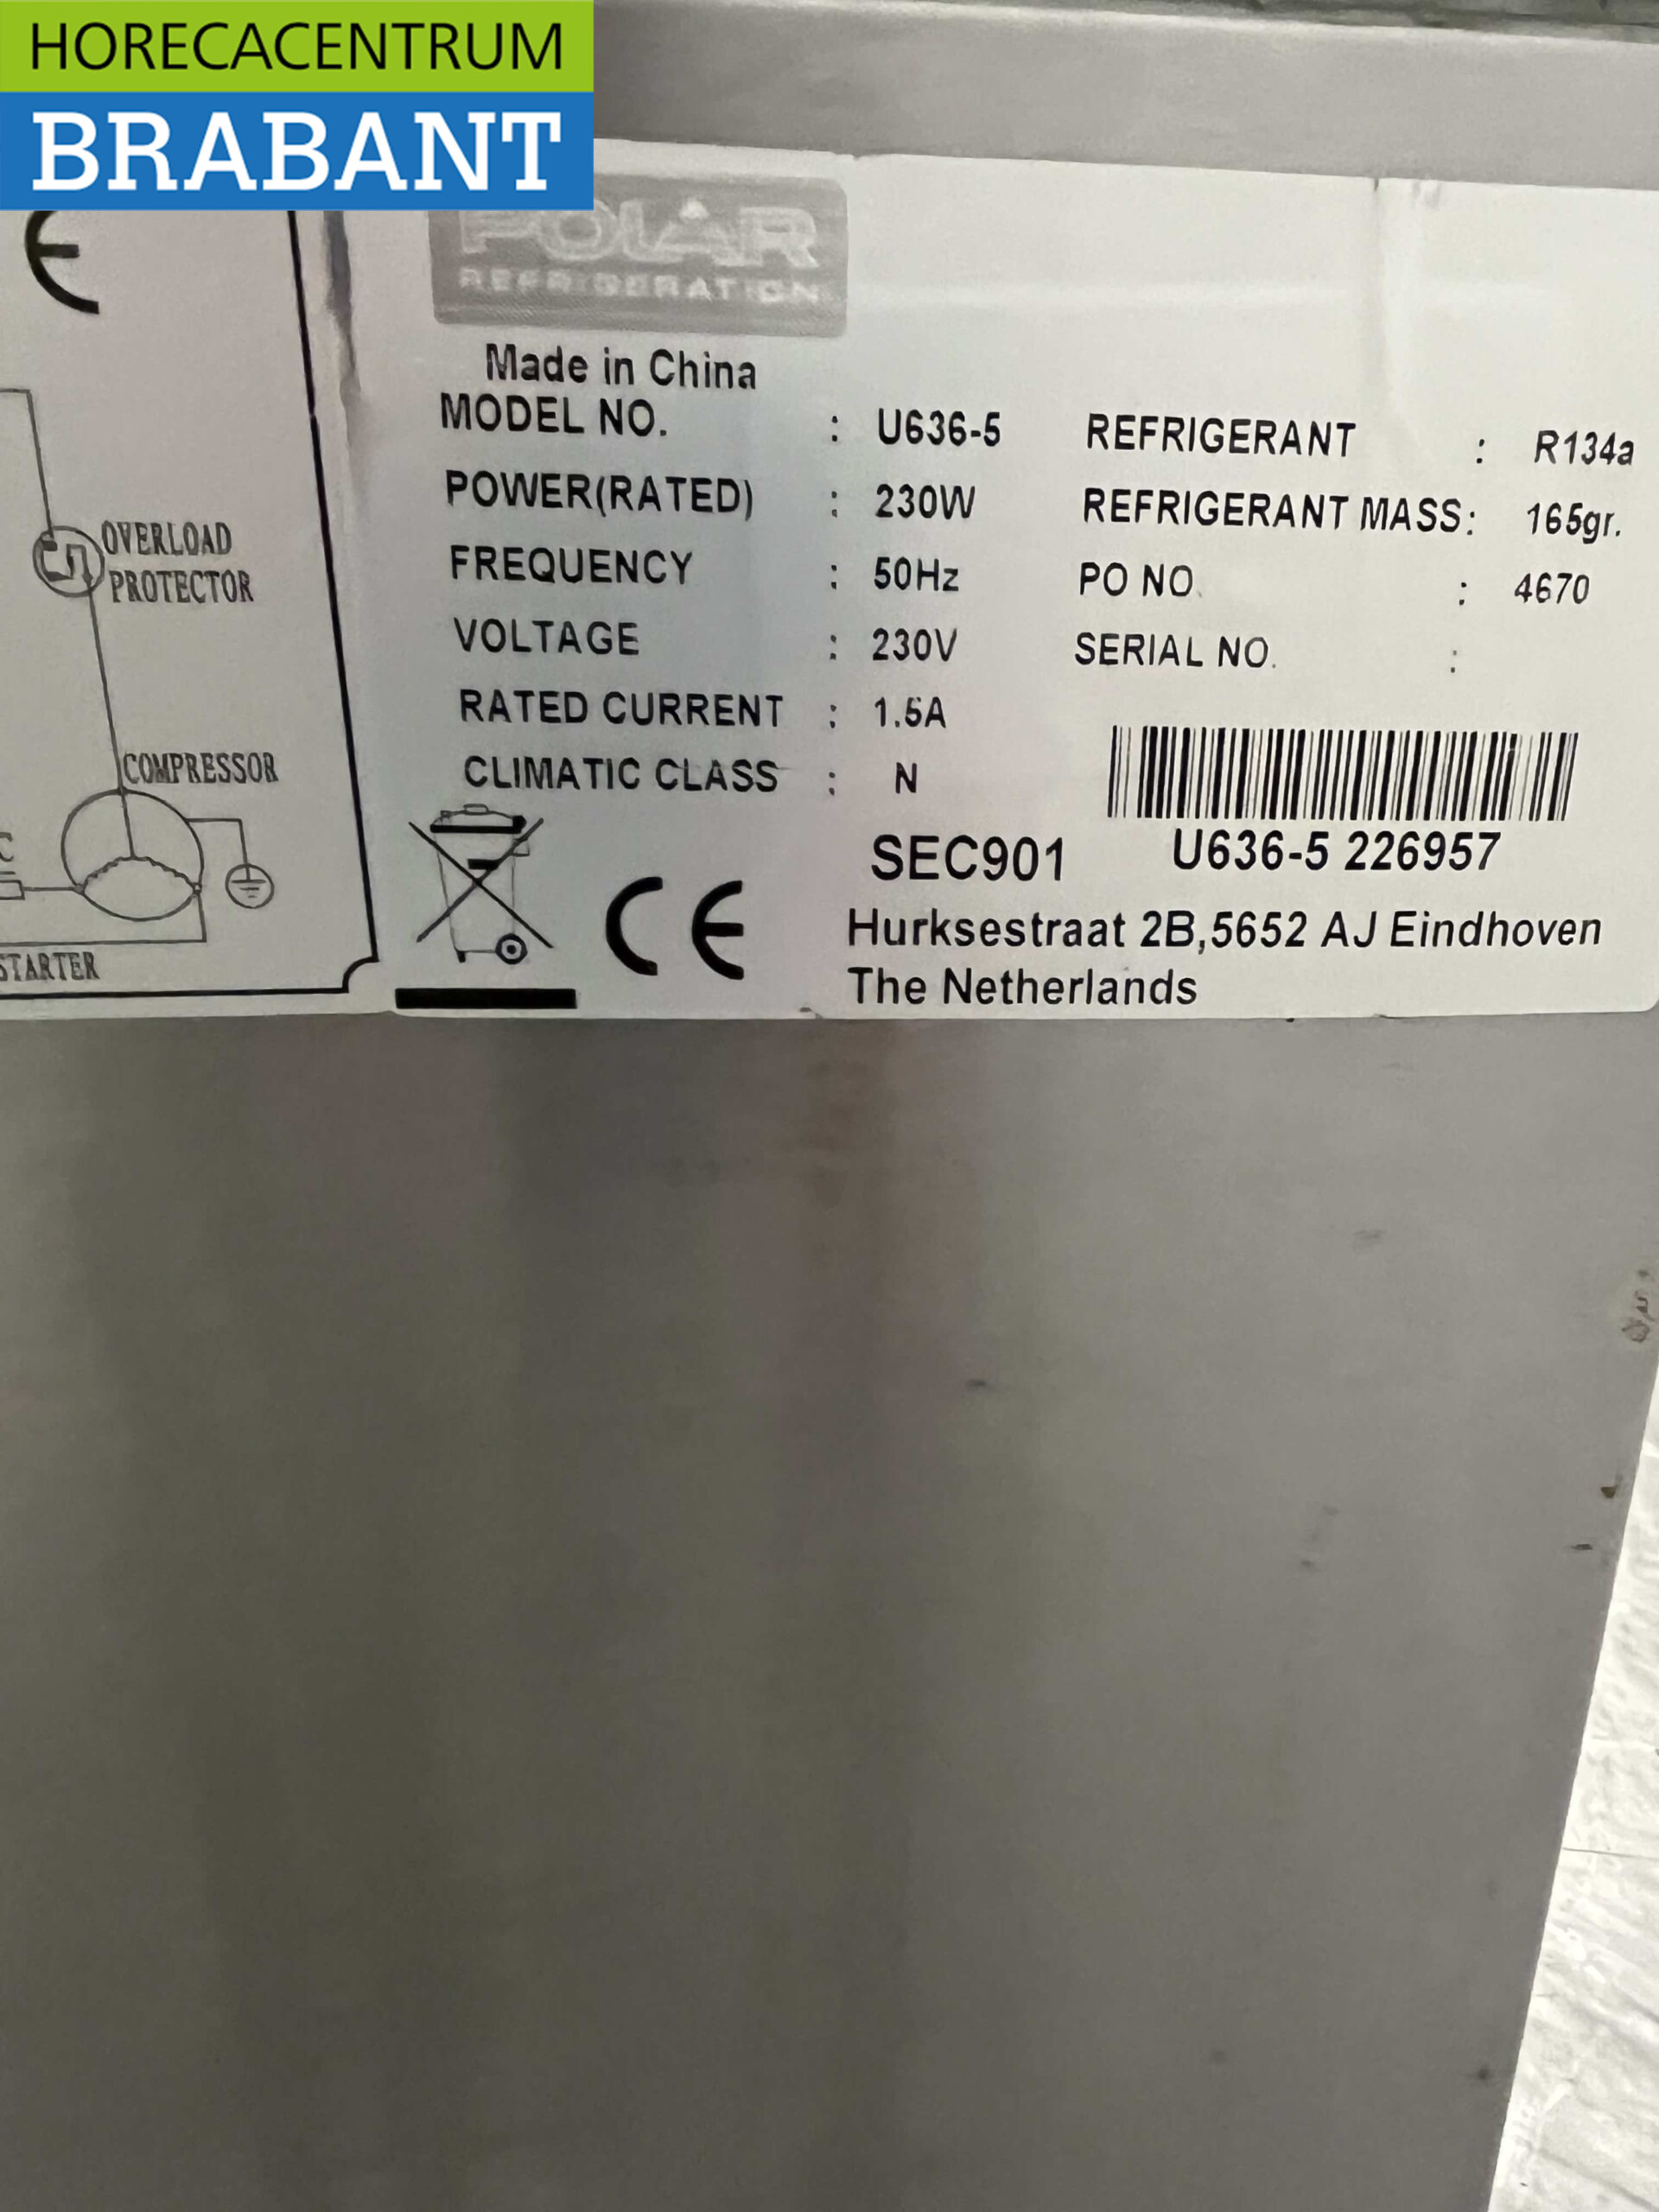 HORECACENTRUM
BRABANT
POLAR
REFRIGERATION
Made in China
MODEL NO. : U636-5
POWER(RATED) : 230W
FREQUENCY : 50Hz
VOLTAGE : 230V
RATED CURRENT : 1.5A
CLIMATIC CLASS : N
REFRIGERANT : R134a
REFRIGERANT MASS: 165gr.
PO NO. : 4670
SERIAL NO. :
U636-5 226957
SEC901
Hurksestraat 2B,5652 AJ Eindhoven
The Netherlands
CE
OVERLOAD
PROTECTOR
COMPRESSOR
C
STARTER